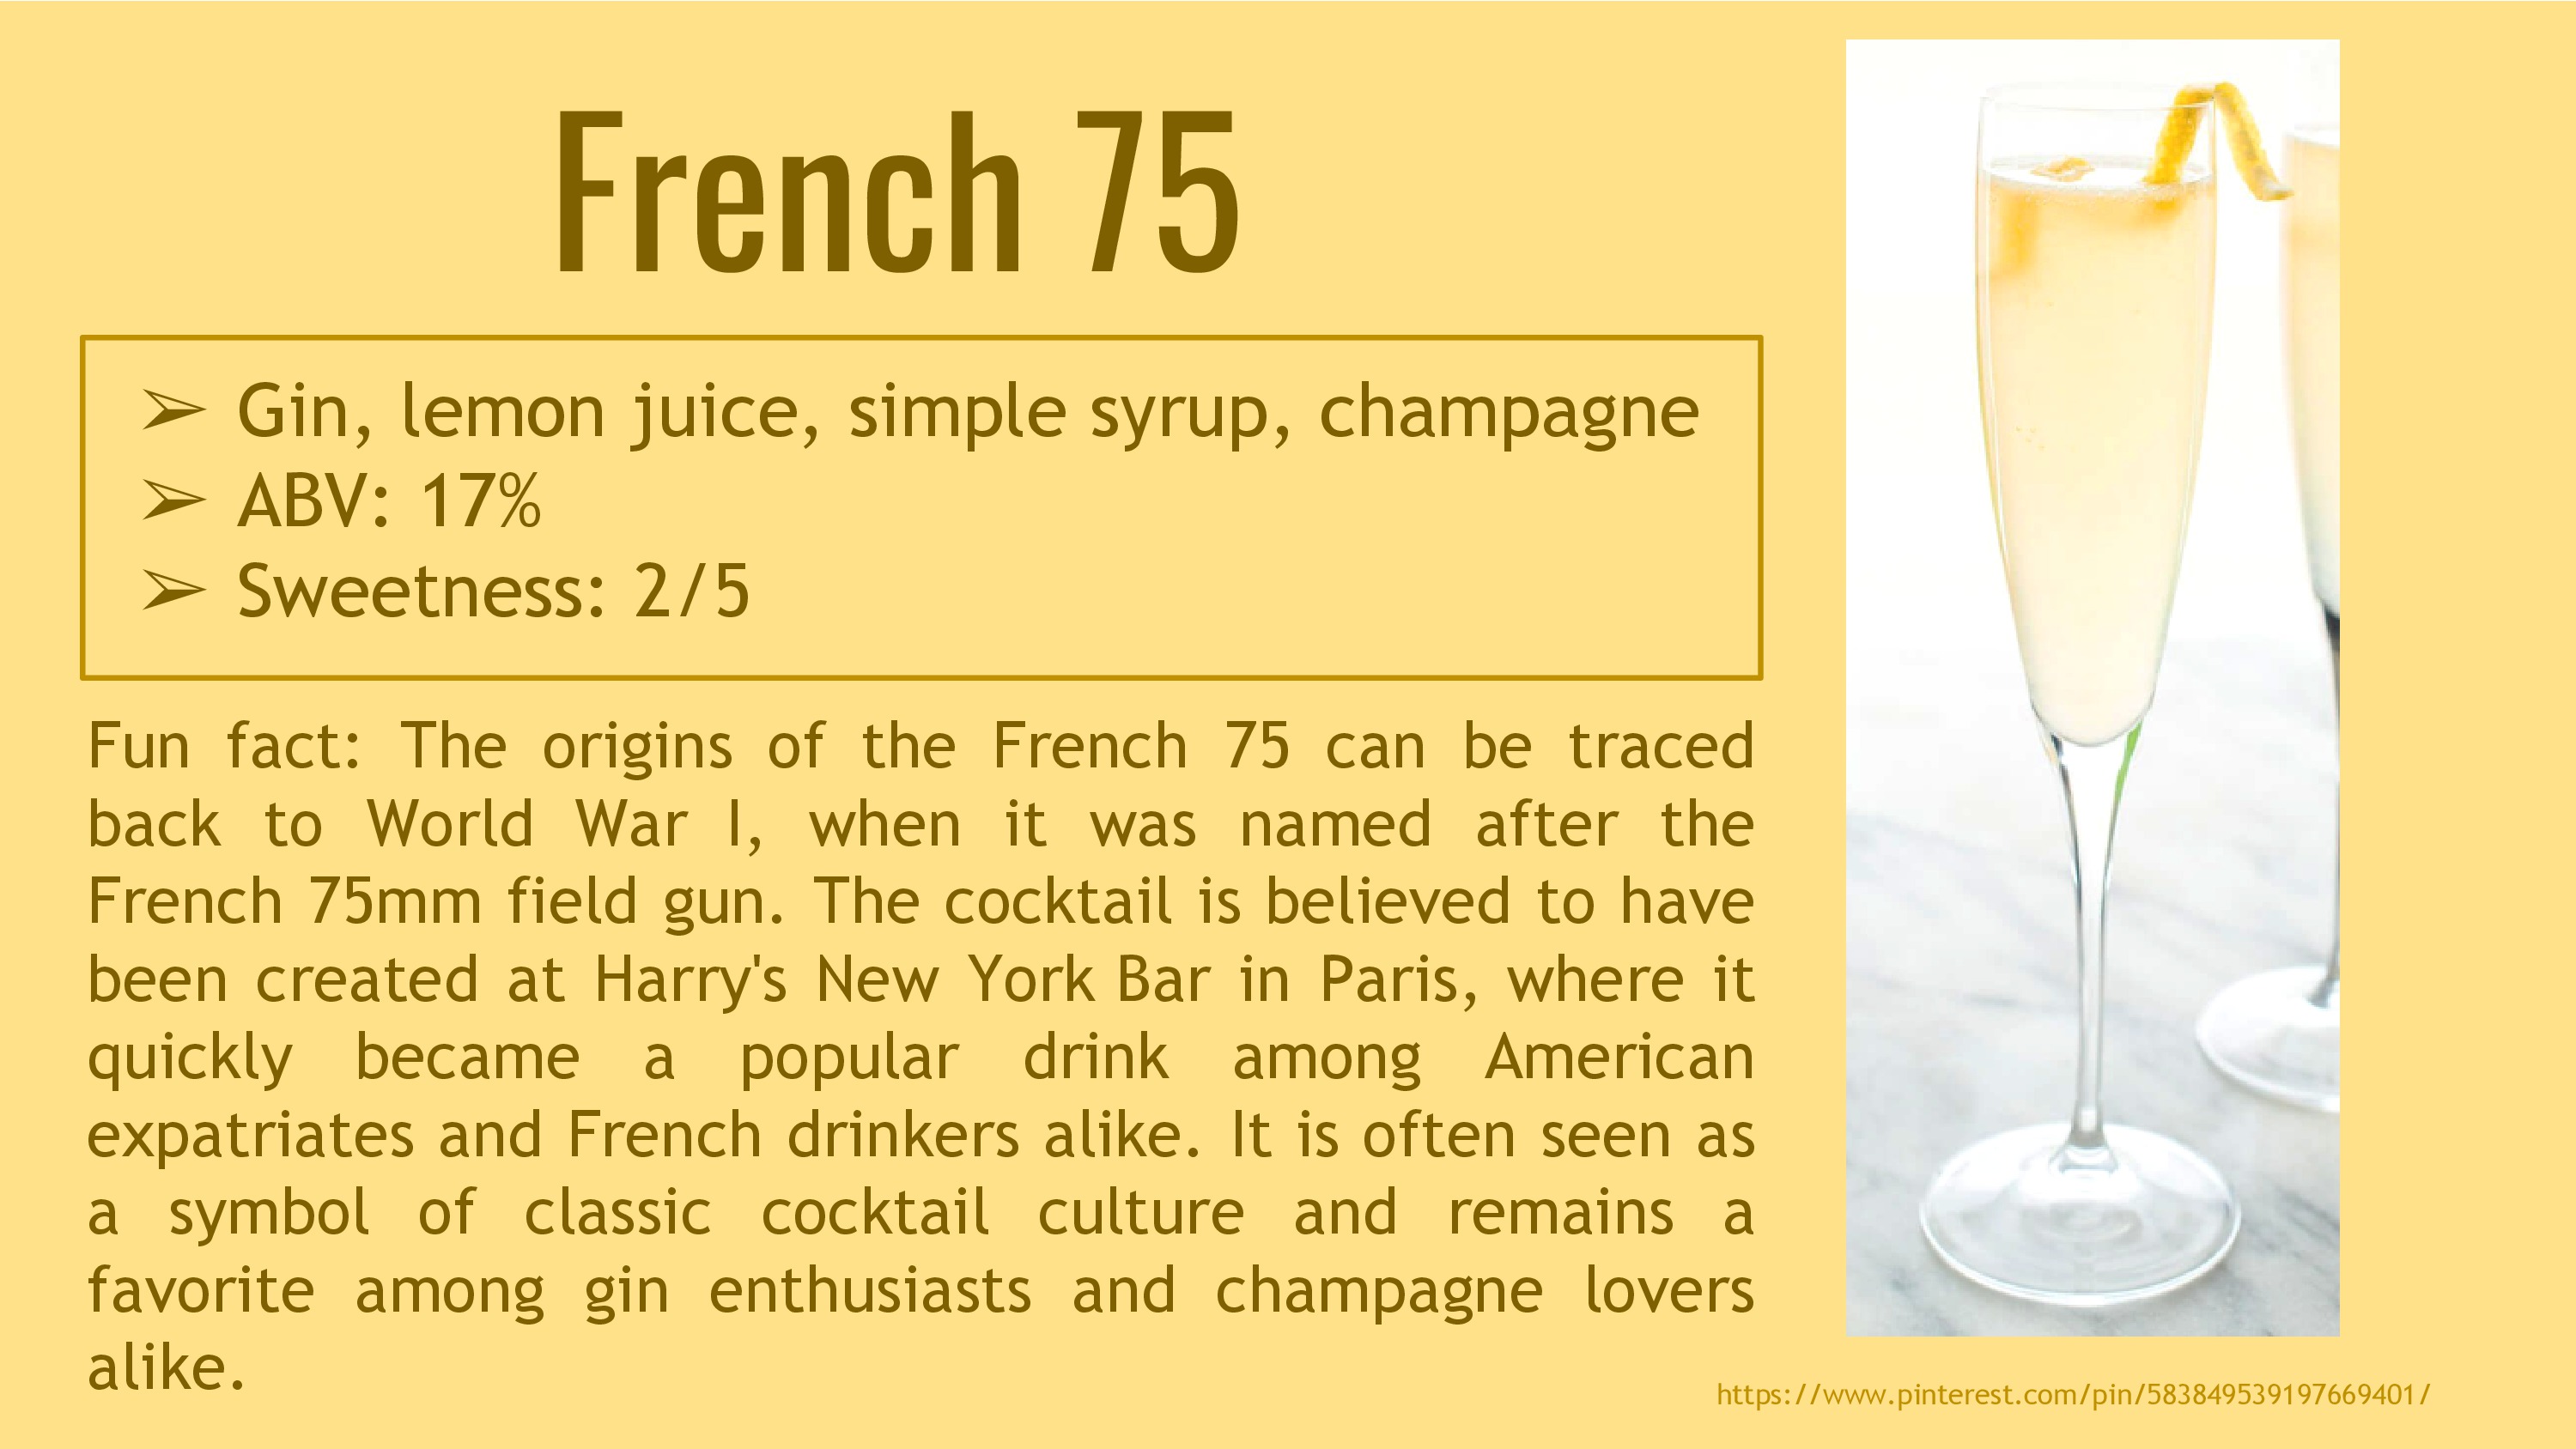 French 75
➢ Gin, lemon juice, simple syrup, champagne
➢ ABV: 17%
➢ Sweetness: 2/5
Fun fact: The origins of the French 75 can be traced
back to World War I, when it was named after the
French 75mm field gun. The cocktail is believed to have
been created at Harry's New York Bar in Paris, where it
quickly became a popular drink among American
expatriates and French drinkers alike. It is often seen as
a symbol of classic cocktail culture and remains a
favorite among gin enthusiasts and champagne lovers
alike.
https://www.pinterest.com/pin/583849539197669401/